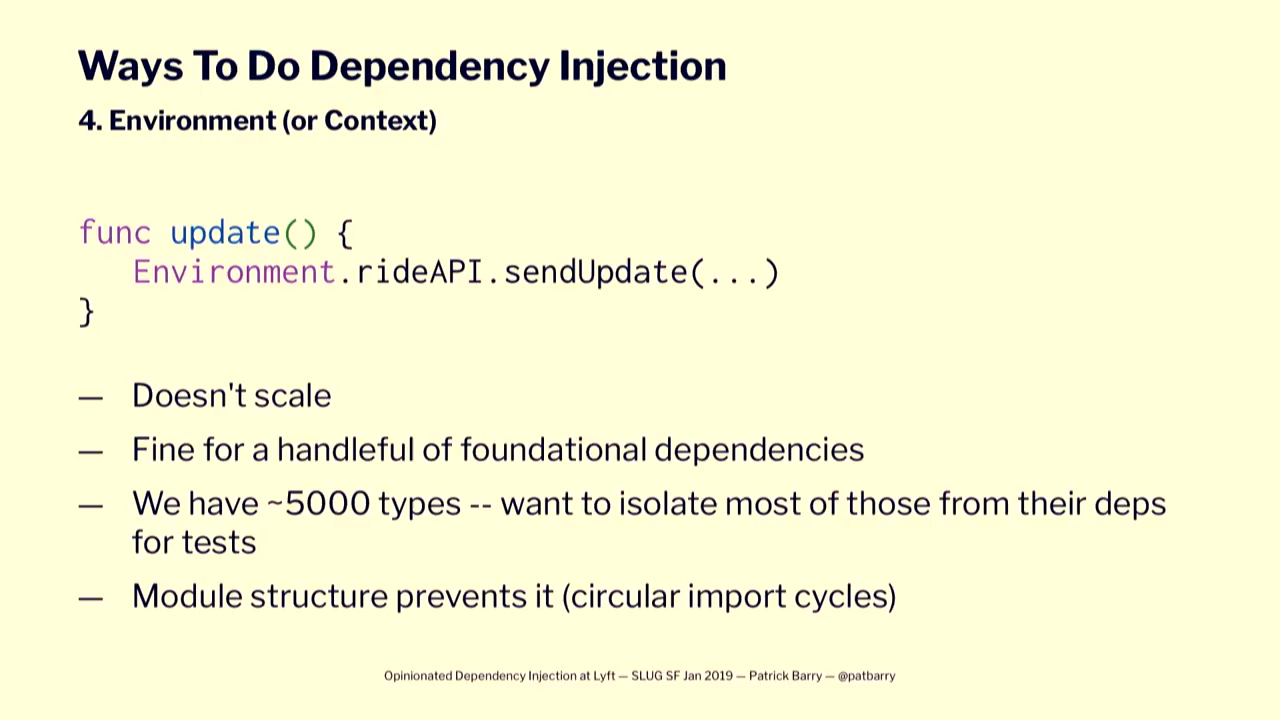 Ways To Do Dependency Injection
4. Environment (or Context)
func update() {
   Environment.rideAPI.sendUpdate(...)
}
— Doesn't scale
— Fine for a handleful of foundational dependencies
— We have ~5000 types -- want to isolate most of those from their deps
for tests
— Module structure prevents it (circular import cycles)
Opinionated Dependency Injection at Lyft — SLUG SF Jan 2019 — Patrick Barry — @patbarry